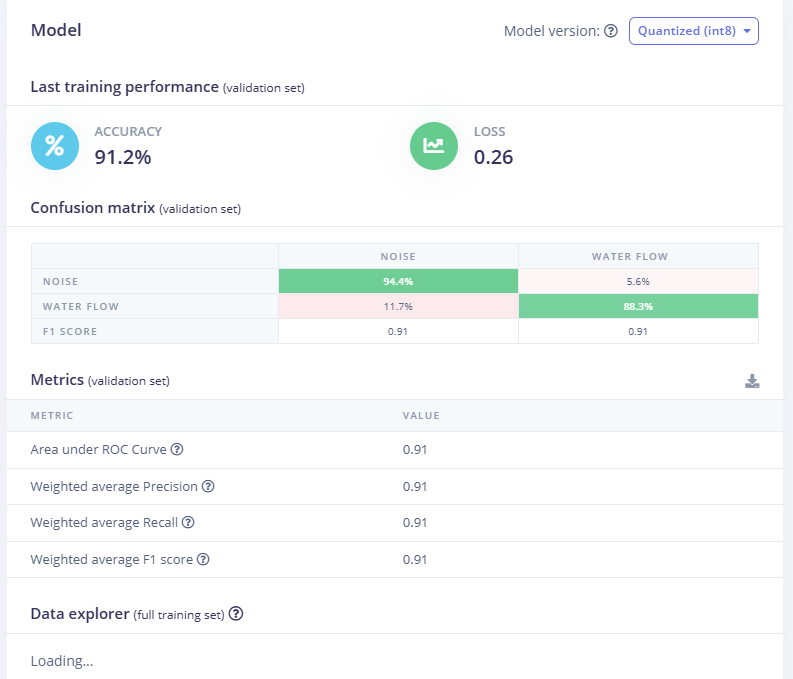 Model Model version: Quantized (int8)
Last training performance (validation set)
% ACCURACY LOSS
91.2% 0.26
Confusion matrix (validation set)
NOISE WATER FLOW
NOISE 94.4% 5.6%
WATER FLOW 11.7% 88.3%
F1 SCORE 0.91 0.91
Metrics (validation set)
METRIC VALUE
Area under ROC Curve ? 0.91
Weighted average Precision ? 0.91
Weighted average Recall ? 0.91
Weighted average F1 score ? 0.91
Data explorer (full training set) ?
Loading...